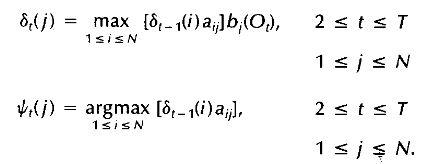 δₜ(j) = max [δₜ₋₁(i)aᵢⱼ]bⱼ(Oₜ), 2 ≤ t ≤ T
1≤i≤N
1 ≤ j ≤ N
ψₜ(j) = argmax [δₜ₋₁(i)aᵢⱼ], 2 ≤ t ≤ T
1≤i≤N
1 ≤ j ≤ N.